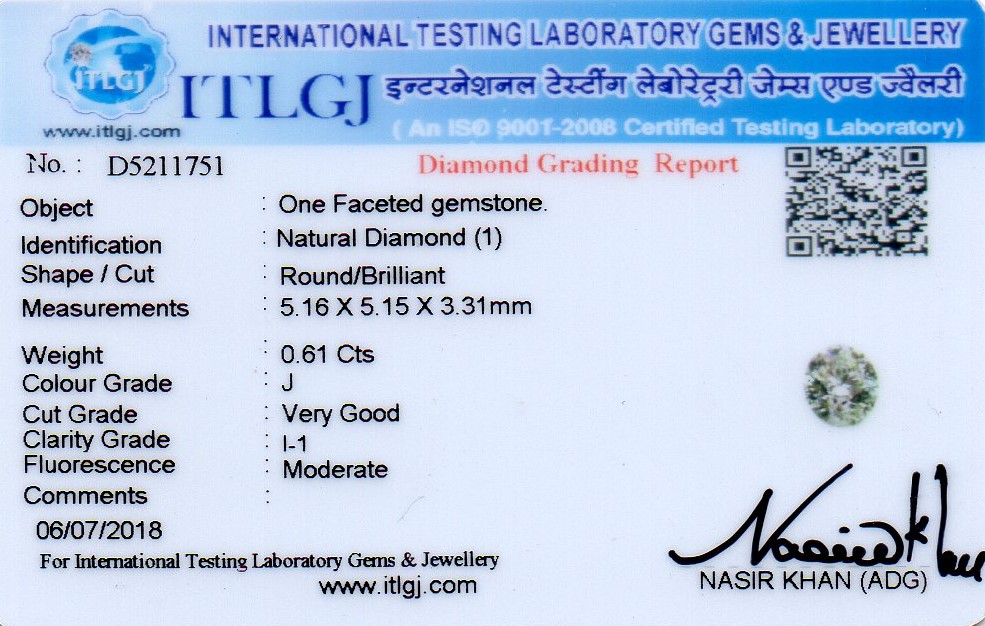 INTERNATIONAL TESTING LABORATORY GEMS & JEWELLERY
ITLGJ
ITLGJ
इन्टरनेशनल टेस्टींग लेबोरेट्ररी जेम्स एण्ड ज्वैलरी
www.itlgj.com
( An ISO 9001-2008 Certified Testing Laboratory)
No. : D5211751
Diamond Grading Report
Object : One Faceted gemstone.
Identification : Natural Diamond (1)
Shape / Cut : Round/Brilliant
Measurements : 5.16 X 5.15 X 3.31mm
Weight : 0.61 Cts
Colour Grade : J
Cut Grade : Very Good
Clarity Grade : I-1
Fluorescence : Moderate
Comments :
06/07/2018
For International Testing Laboratory Gems & Jewellery
www.itlgj.com
Nasir Khan
NASIR KHAN (ADG)